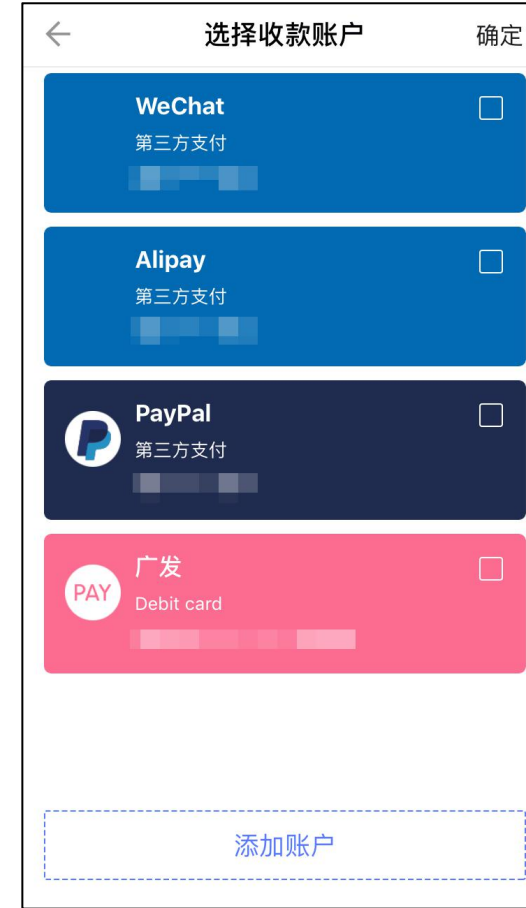 选择收款账户 确定
WeChat
第三方支付
Alipay
第三方支付
PayPal
第三方支付
PAY
广发
Debit card
添加账户